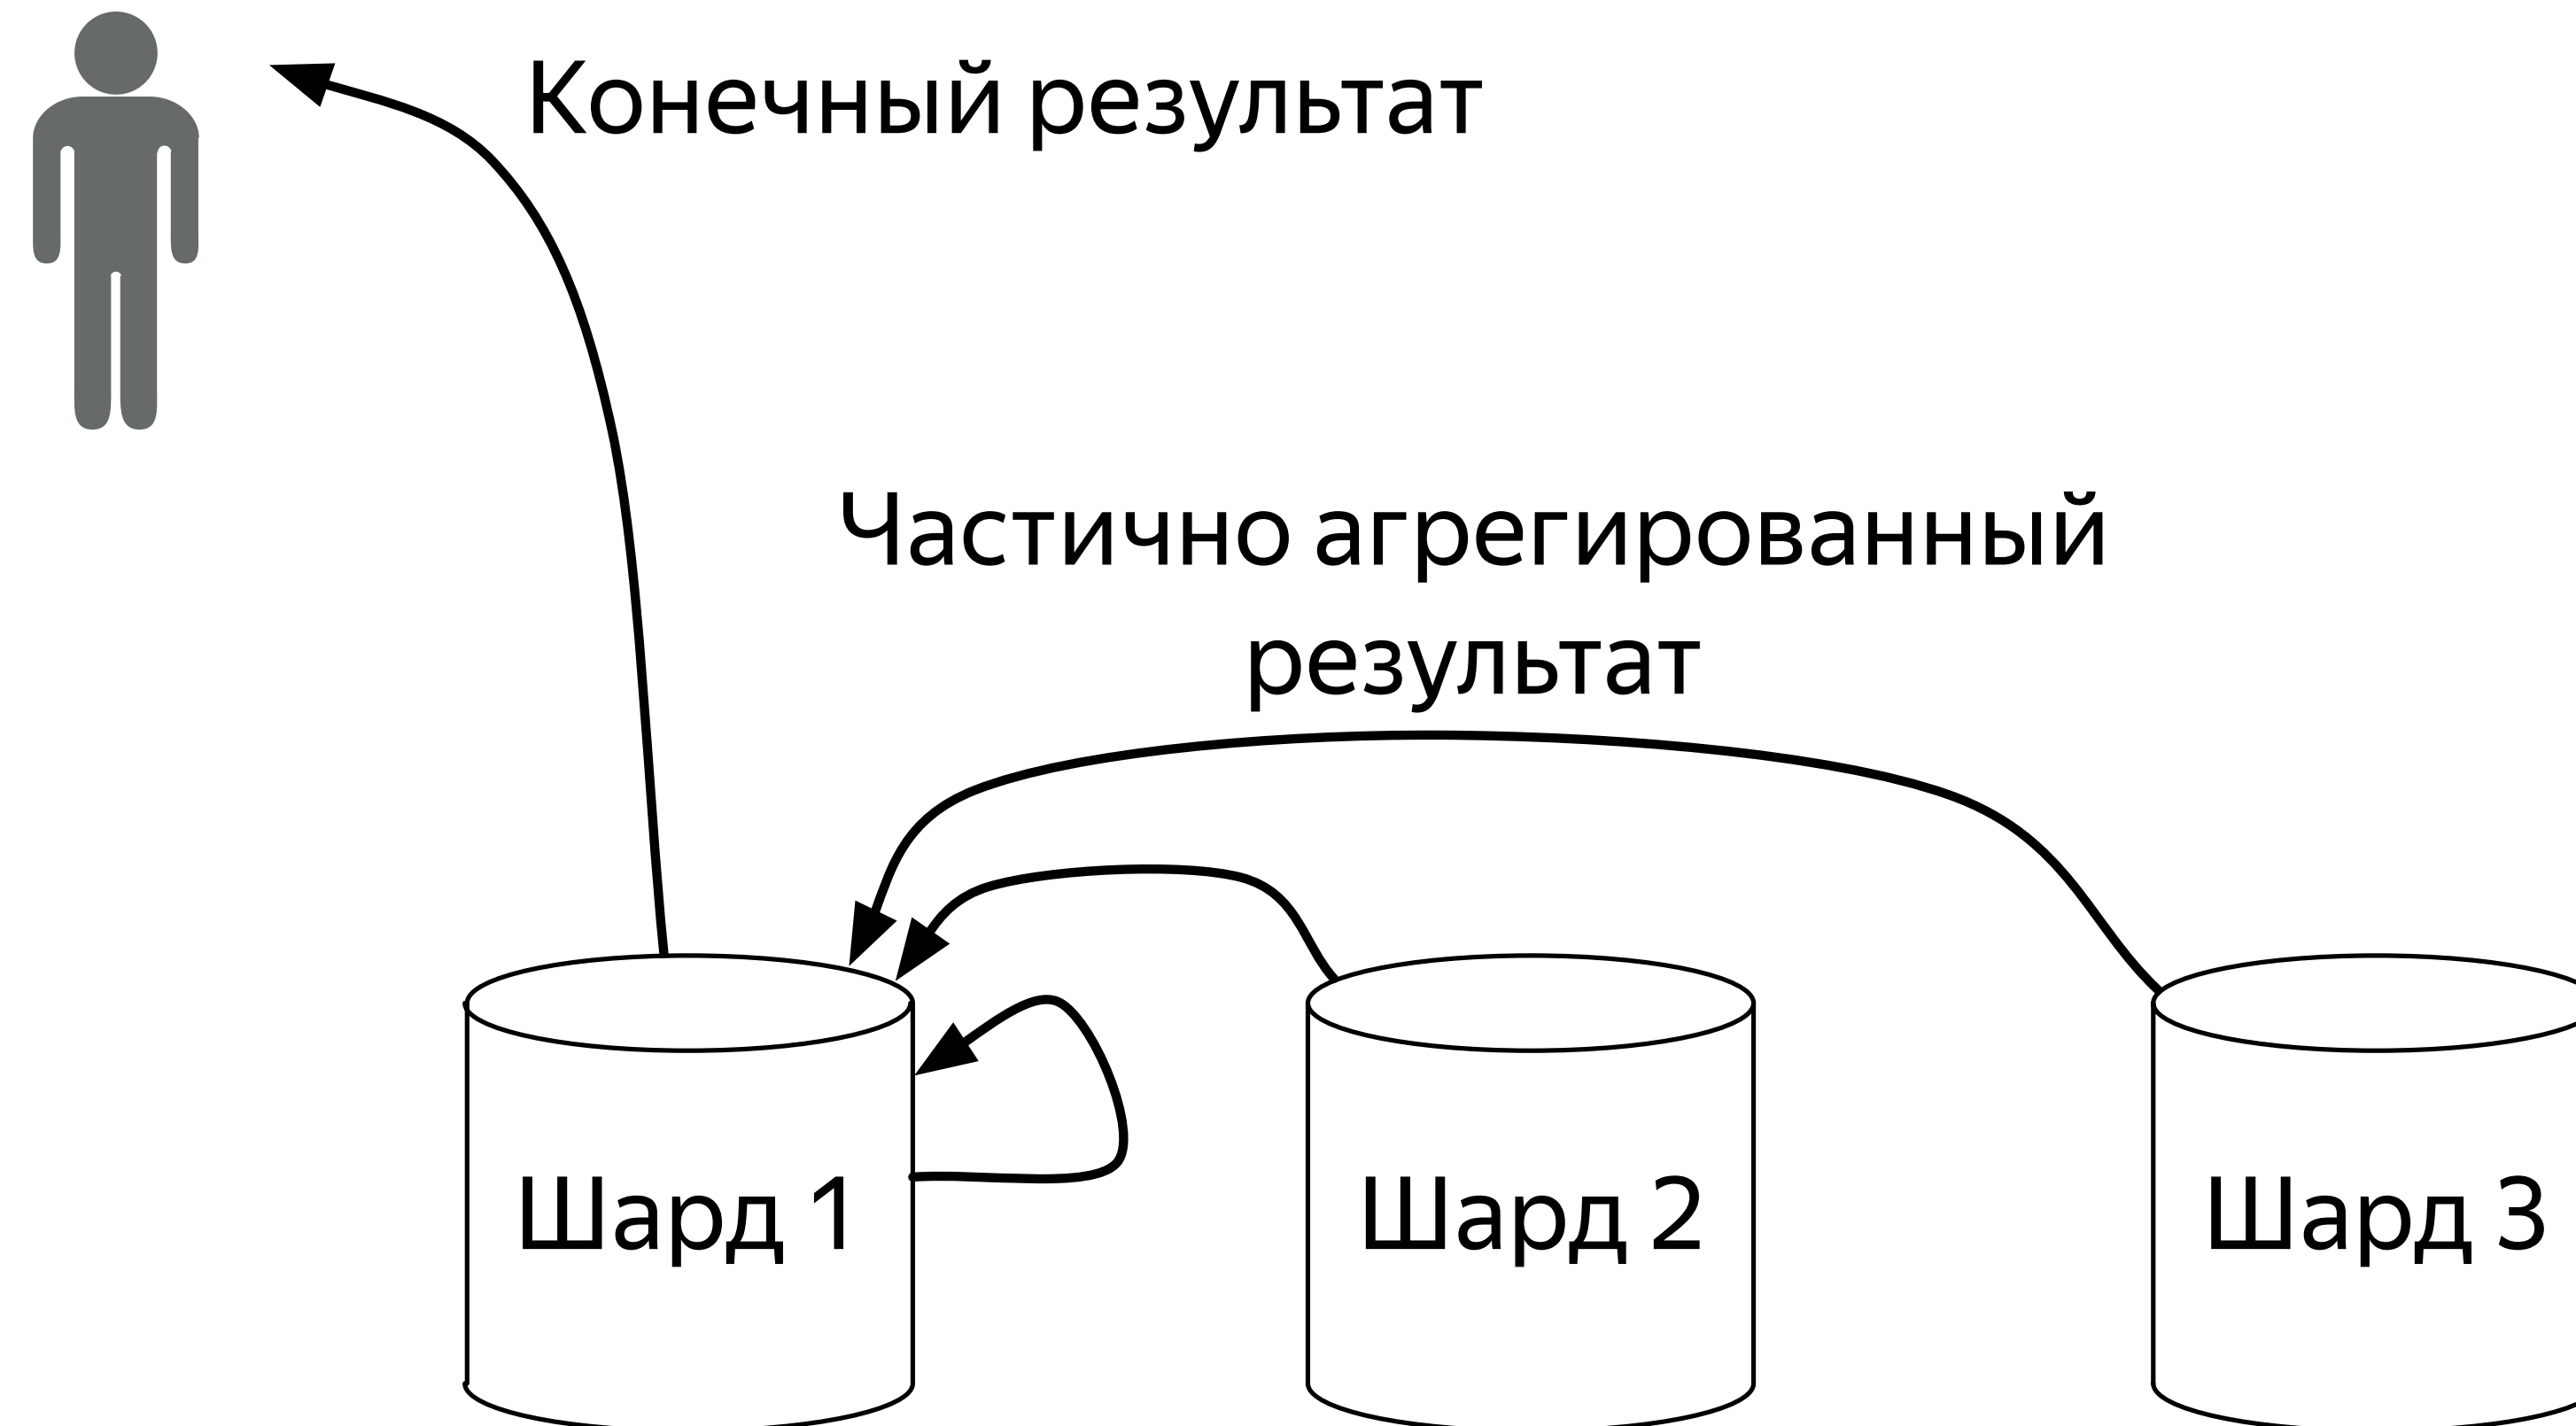 Конечный результат
Частично агрегированный
результат
Шард 1
Шард 2
Шард 3